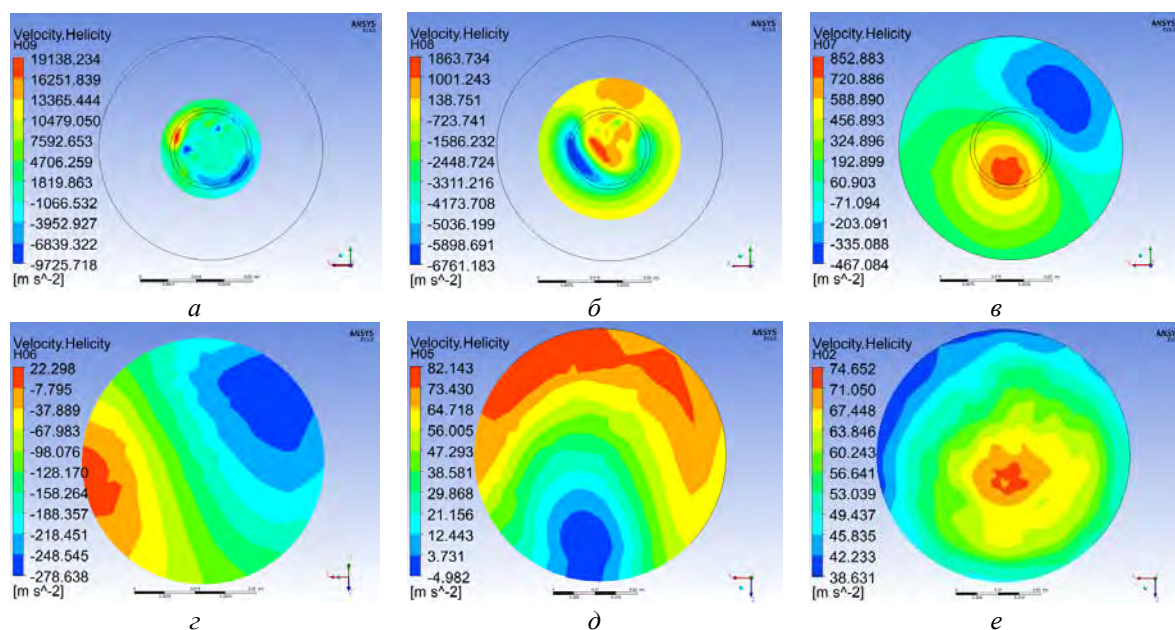 ANSYS
Velocity.Helicity
H09
19138.234
16251.839
13365.444
10479.050
7592.653
4706.259
1819.863
-1066.532
-3952.927
-6839.322
-9725.718
[m s^-2]
а
ANSYS
Velocity.Helicity
H08
1863.734
1001.243
138.751
-723.741
-1586.232
-2448.724
-3311.216
-4173.708
-5036.199
-5898.691
-6761.183
[m s^-2]
б
ANSYS
Velocity.Helicity
H07
852.883
720.886
588.890
456.893
324.896
192.899
60.903
-71.094
-203.091
-335.088
-467.084
[m s^-2]
в
ANSYS
Velocity.Helicity
H06
22.298
-7.795
-37.889
-67.983
-98.076
-128.170
-158.264
-188.357
-218.451
-248.545
-278.638
[m s^-2]
г
ANSYS
Velocity.Helicity
H05
82.143
73.430
64.718
56.005
47.293
38.581
29.868
21.156
12.443
3.731
-4.982
[m s^-2]
д
ANSYS
Velocity.Helicity
H02
74.652
71.050
67.448
63.846
60.243
56.641
53.039
49.437
45.835
42.233
38.631
[m s^-2]
е